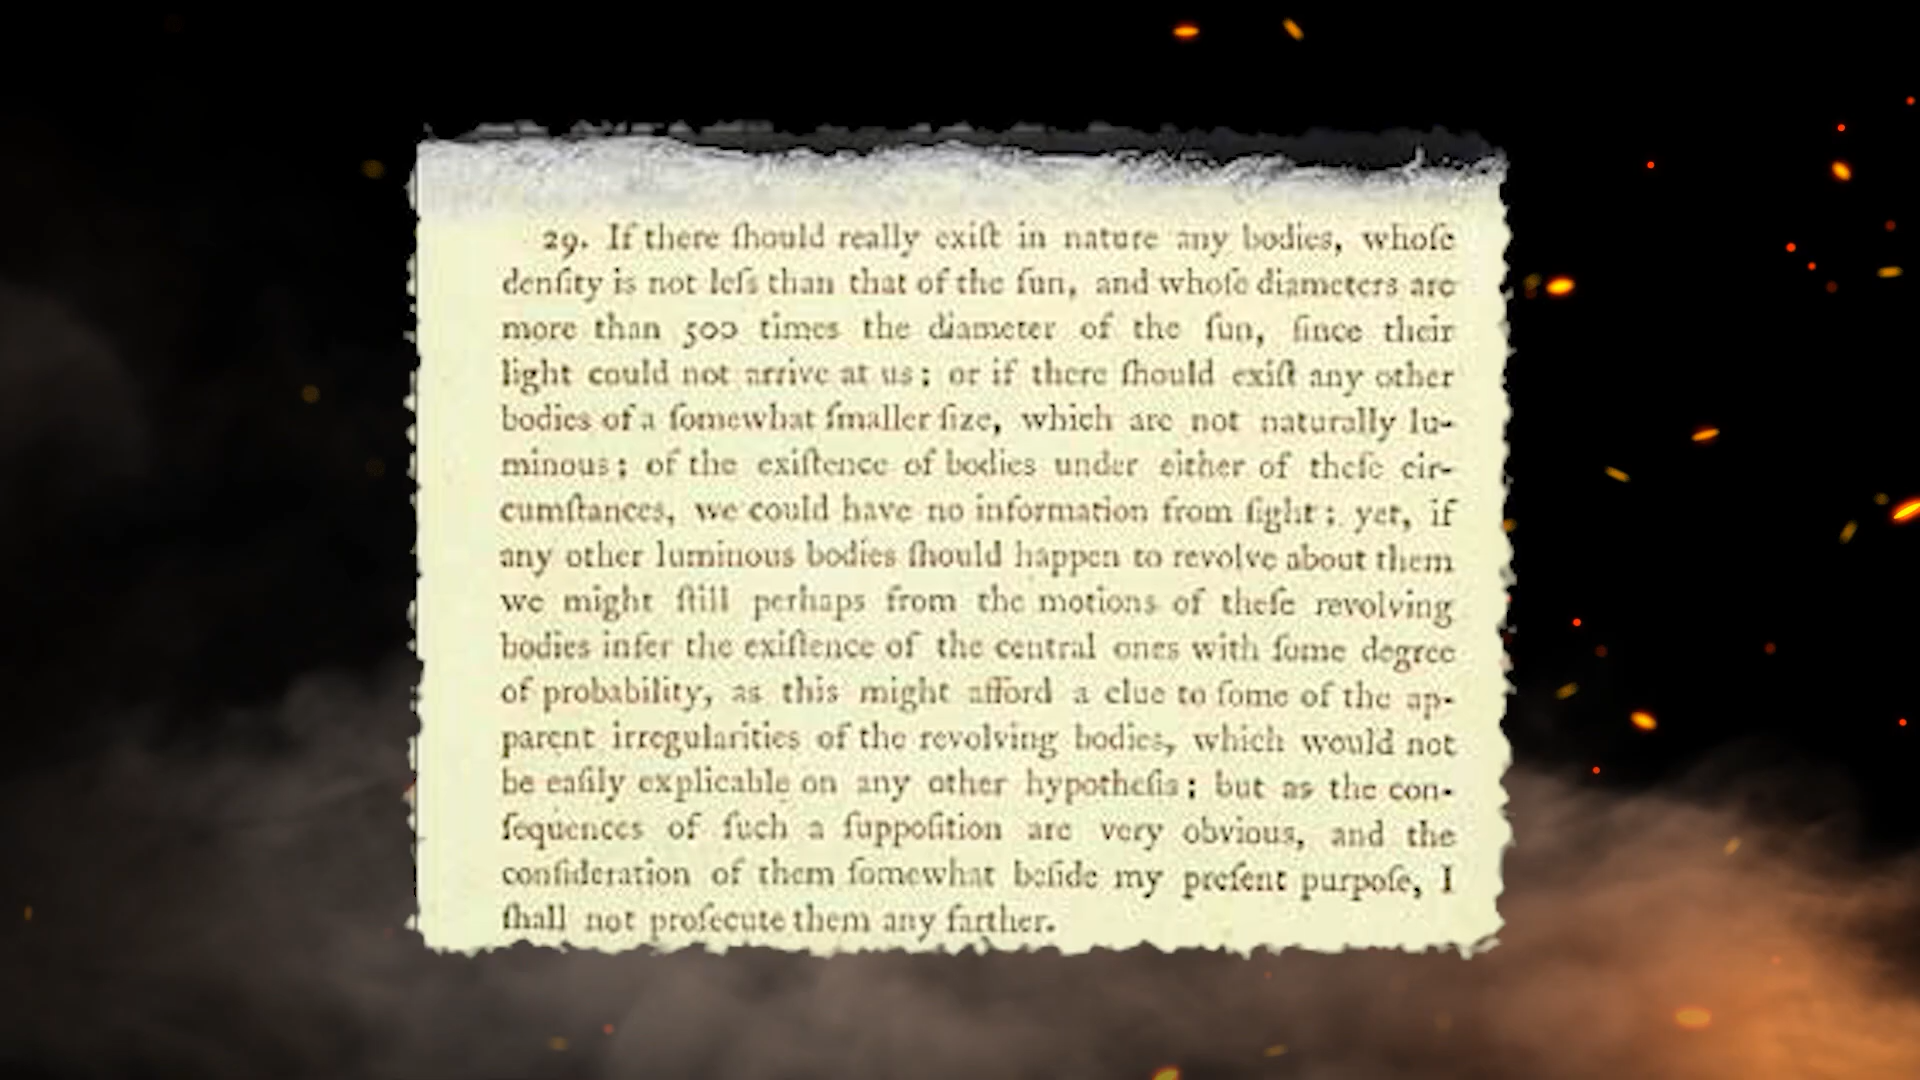 29. If there ſhould really exiſt in nature any bodies, whoſe
denſity is not leſs than that of the ſun, and whoſe diameters are
more than 500 times the diameter of the ſun, ſince their
light could not arrive at us; or if there ſhould exiſt any other
bodies of a ſomewhat ſmaller ſize, which are not naturally lu-
minous; of the exiſtence of bodies under either of theſe cir-
cumſtances, we could have no information from ſight; yet, if
any other luminous bodies ſhould happen to revolve about them
we might ſtill perhaps from the motions of theſe revolving
bodies infer the exiſtence of the central ones with ſome degree
of probability, as this might afford a clue to ſome of the ap-
parent irregularities of the revolving bodies, which would not
be eaſily explicable on any other hypotheſis; but as the con-
ſequences of ſuch a ſuppoſition are very obvious, and the
conſideration of them ſomewhat beſide my preſent purpoſe, I
ſhall not proſecute them any farther.